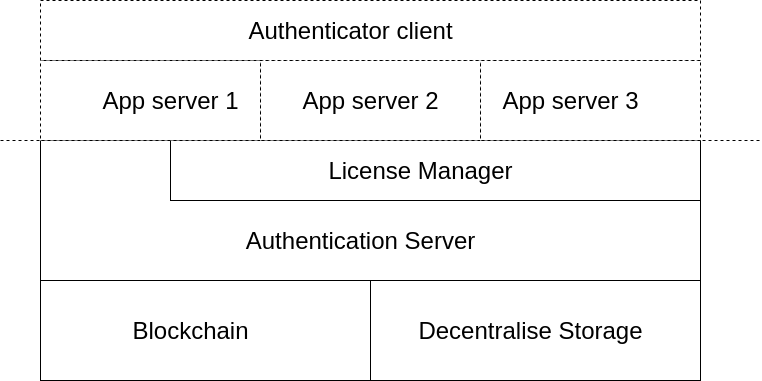 Authenticator client
App server 1
App server 2
App server 3
License Manager
Authentication Server
Blockchain
Decentralise Storage